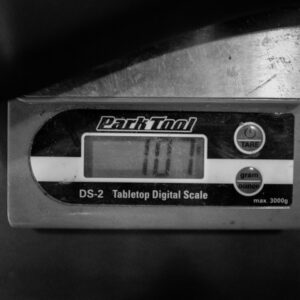 Park Tool
101
TARE
gram
ounce
DS-2 Tabletop Digital Scale
max 3000g